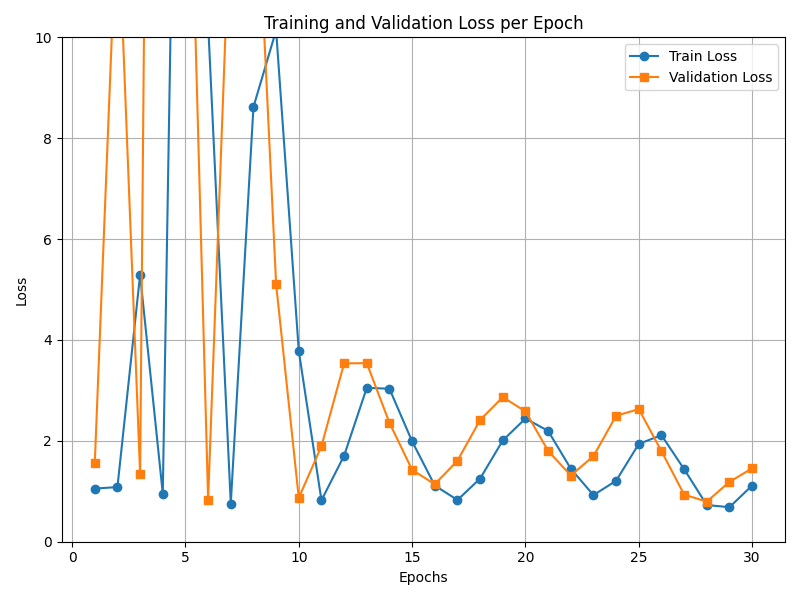 Training and Validation Loss per Epoch
Train Loss
Validation Loss
10
8
6
4
2
0
Loss
0 5 10 15 20 25 30
Epochs